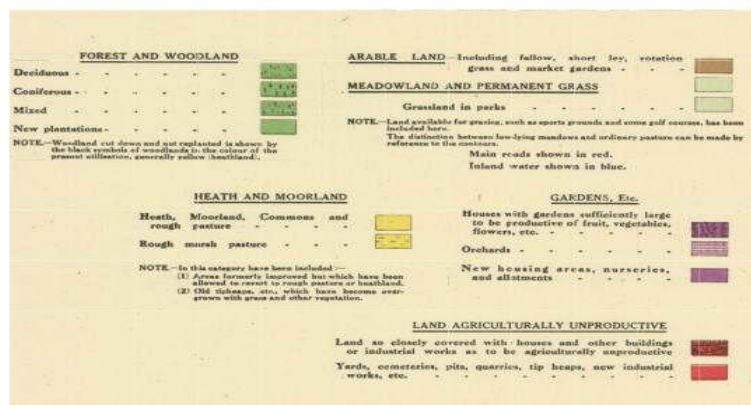 FOREST AND WOODLAND
Deciduous - - - - - -
Coniferous - - - - - -
Mixed - - - - - -
New plantations - - - - -
NOTE.—Woodland cut down and not replanted is shown by
the black symbols of woodlands in the colour of the
present utilisation, generally yellow (heathland).
ARABLE LAND—Including fallow, short ley, rotation
grass and market gardens - - -
MEADOWLAND AND PERMANENT GRASS
Grassland in parks - - - - -
NOTE.—Land available for grazing, such as sports grounds and some golf courses, has been
included here.
The distinction between low-lying meadows and ordinary pasture can be made by
reference to the contours.
Main roads shown in red.
Inland water shown in blue.
HEATH AND MOORLAND
Heath, Moorland, Commons and
rough pasture - - - - -
Rough marsh pasture - - - -
NOTE.—In this category have been included :—
(1) Areas formerly improved but which have been
allowed to revert to rough pasture or heathland.
(2) Old tipheaps, etc., which have become over-
grown with grass and other vegetation.
GARDENS, Etc.
Houses with gardens sufficiently large
to be productive of fruit, vegetables,
flowers, etc. - - - - -
Orchards - - - - - -
New housing areas, nurseries,
and allotments - - - - -
LAND AGRICULTURALLY UNPRODUCTIVE
Land so closely covered with houses and other buildings
or industrial works as to be agriculturally unproductive
Yards, cemeteries, pits, quarries, tip heaps, new industrial
works, etc. - - - - - - - -